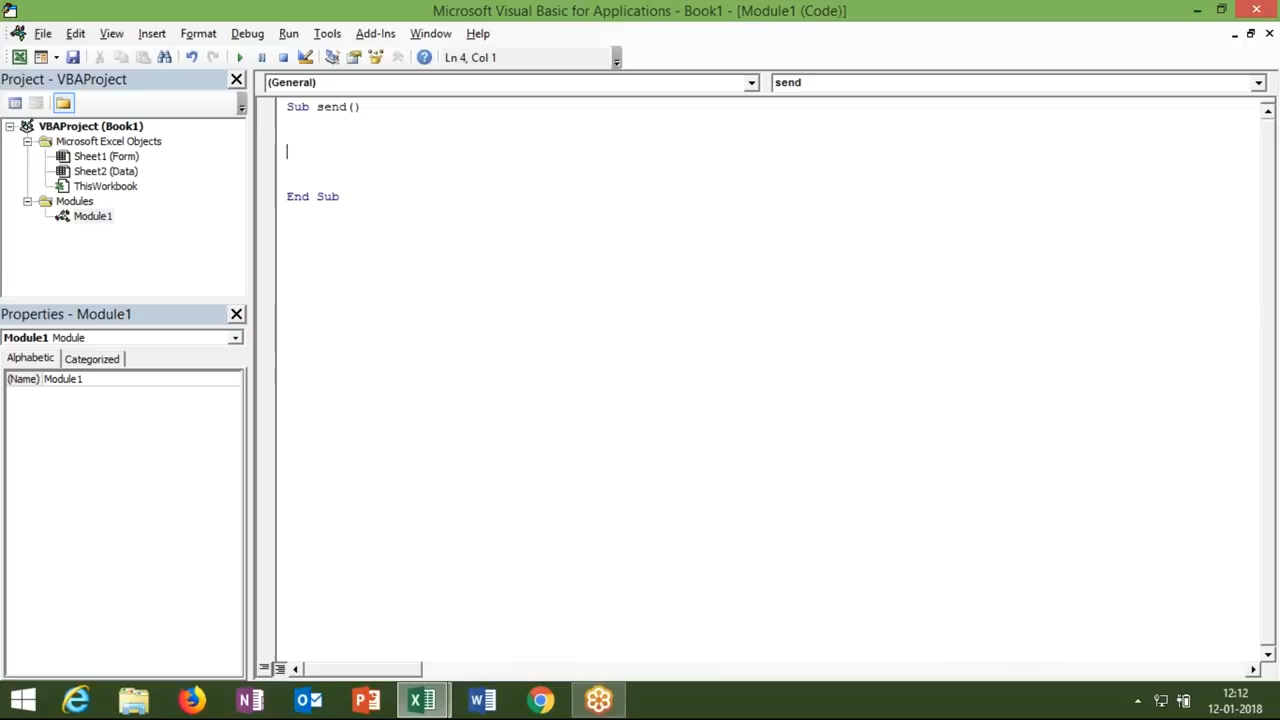 Microsoft Visual Basic for Applications - Book1 - [Module1 (Code)]
File Edit View Insert Format Debug Run Tools Add-Ins Window Help
Ln 4, Col 1
Project - VBAProject
(General)
send
VBAProject (Book1)
Microsoft Excel Objects
Sheet1 (Form)
Sheet2 (Data)
ThisWorkbook
Modules
Module1
Sub send()
End Sub
Properties - Module1
Module1 Module
Alphabetic Categorized
(Name) Module1
12:12
12-01-2018